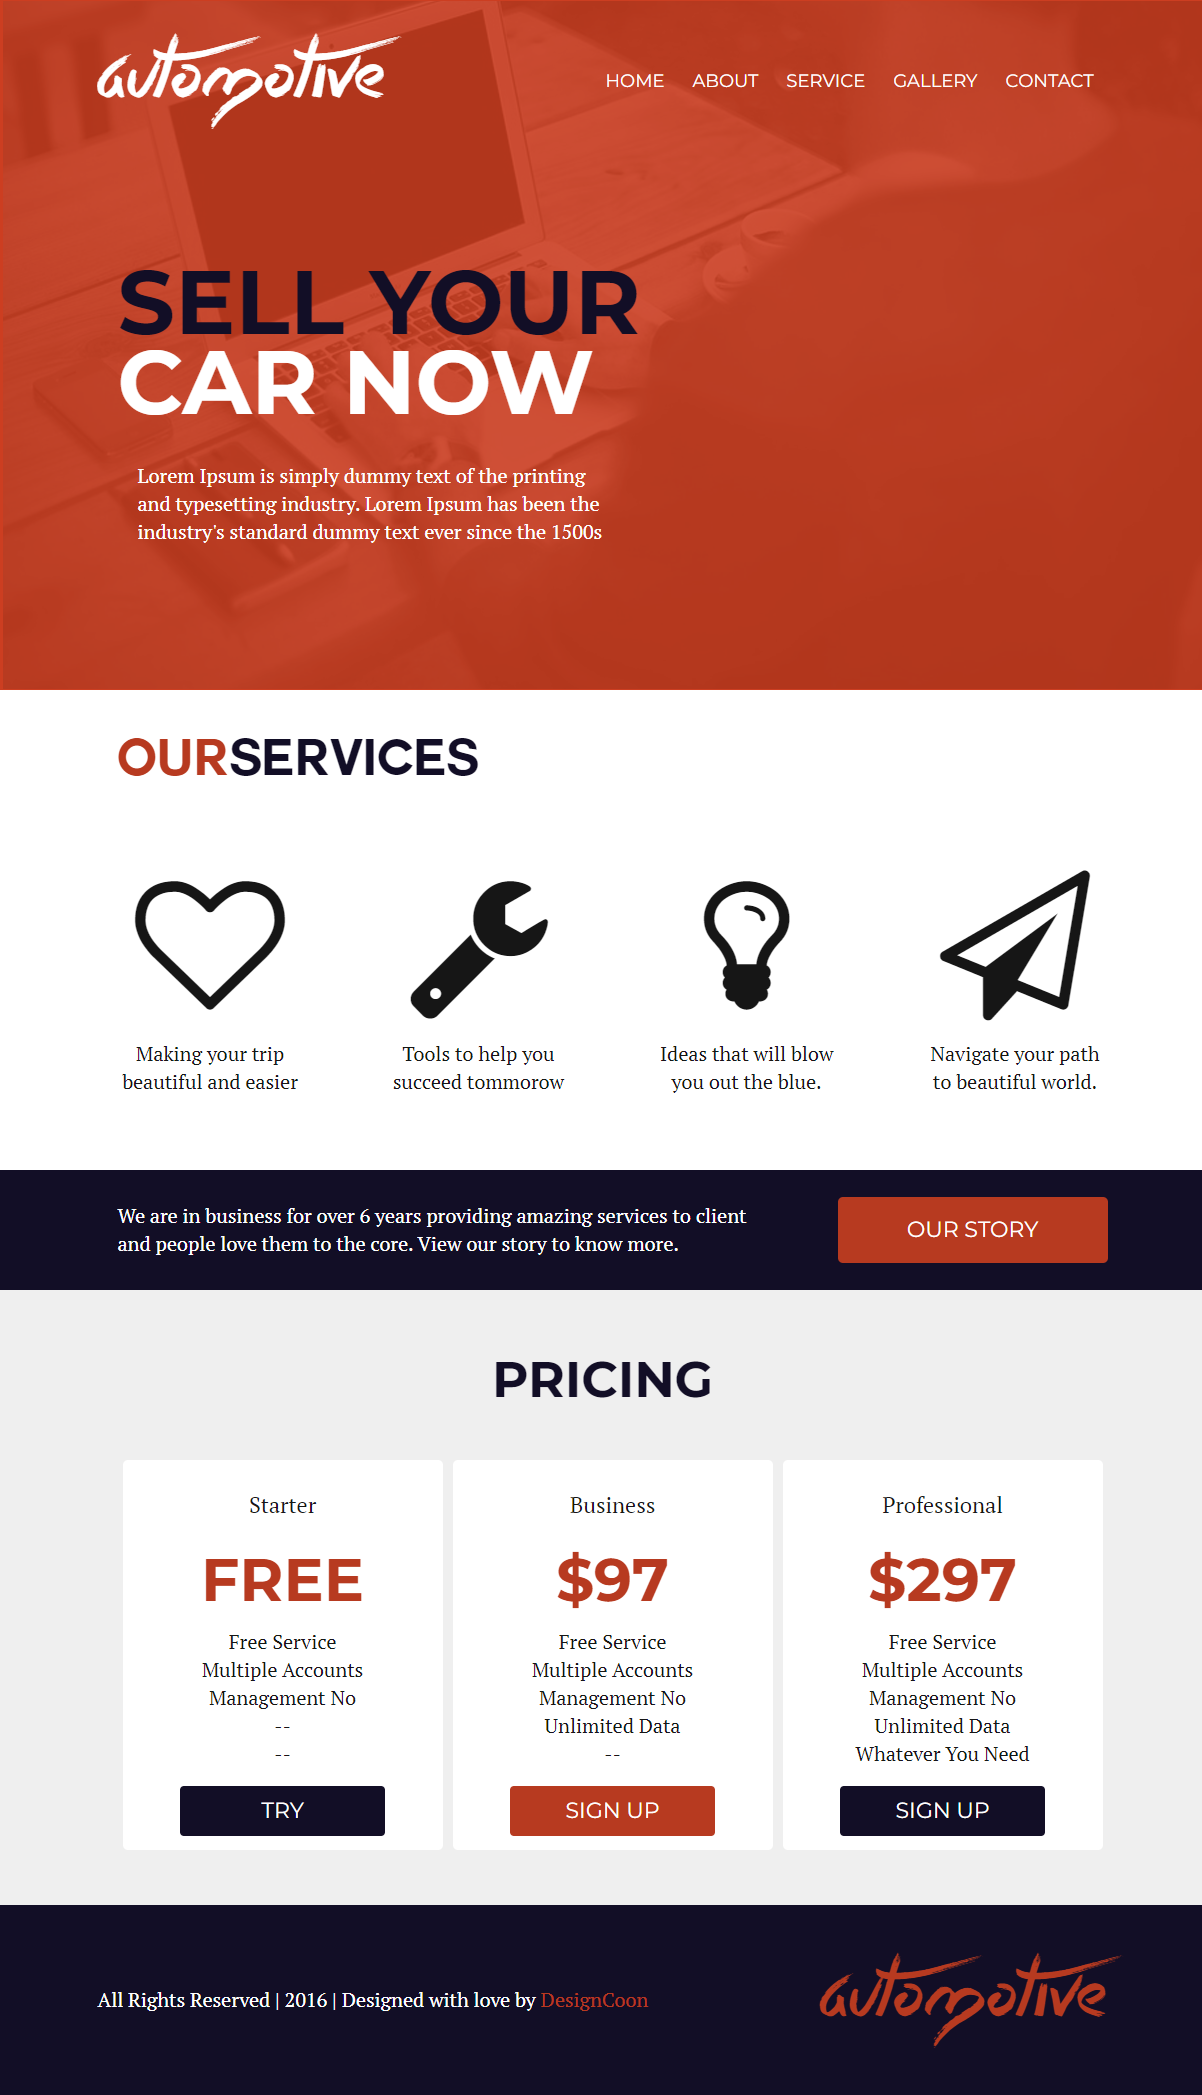 automotive
HOME ABOUT SERVICE GALLERY CONTACT
SELL YOUR
CAR NOW
Lorem Ipsum is simply dummy text of the printing
and typesetting industry. Lorem Ipsum has been the
industry's standard dummy text ever since the 1500s
OURSERVICES
Making your trip
beautiful and easier
Tools to help you
succeed tommorow
Ideas that will blow
you out the blue.
Navigate your path
to beautiful world.
We are in business for over 6 years providing amazing services to client
and people love them to the core. View our story to know more.
OUR STORY
PRICING
Starter
FREE
Free Service
Multiple Accounts
Management No
--
--
TRY
Business
$97
Free Service
Multiple Accounts
Management No
Unlimited Data
--
SIGN UP
Professional
$297
Free Service
Multiple Accounts
Management No
Unlimited Data
Whatever You Need
SIGN UP
All Rights Reserved | 2016 | Designed with love by DesignCoon
automotive